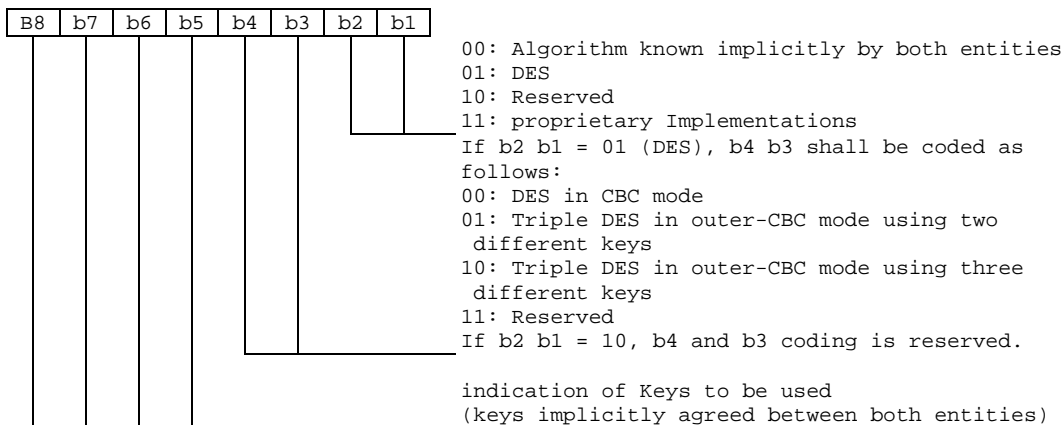 B8 b7 b6 b5 b4 b3 b2 b1
00: Algorithm known implicitly by both entities
01: DES
10: Reserved
11: proprietary Implementations
If b2 b1 = 01 (DES), b4 b3 shall be coded as
follows:
00: DES in CBC mode
01: Triple DES in outer-CBC mode using two
different keys
10: Triple DES in outer-CBC mode using three
different keys
11: Reserved
If b2 b1 = 10, b4 and b3 coding is reserved.
indication of Keys to be used
(keys implicitly agreed between both entities)